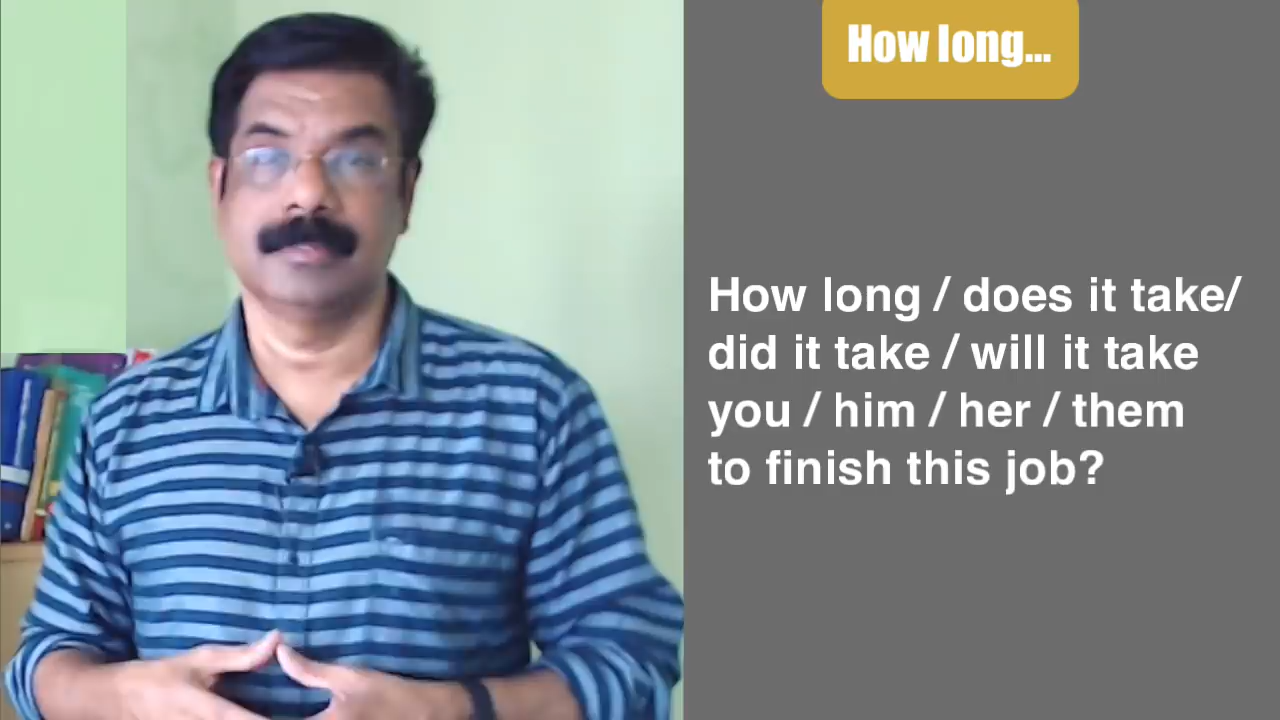 How long...
How long / does it take/
did it take / will it take
you / him / her / them
to finish this job?